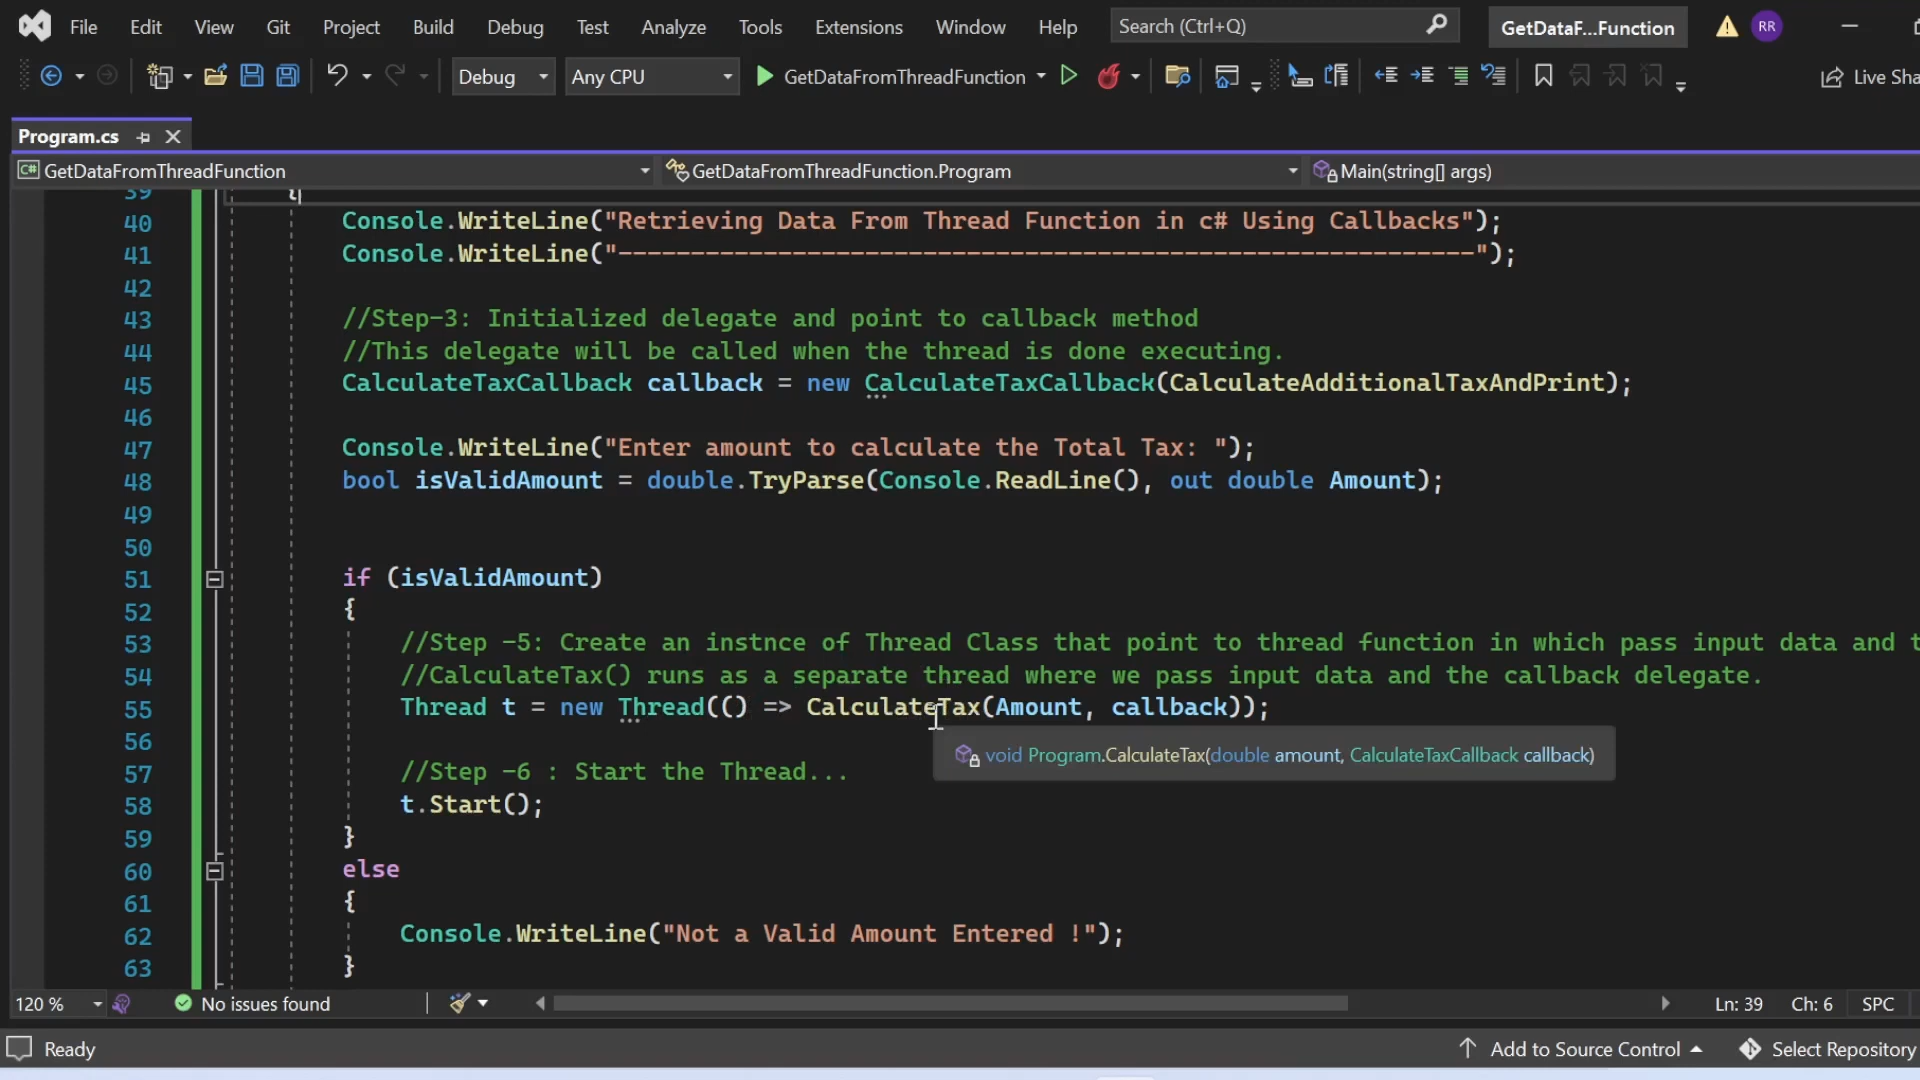 File Edit View Git Project Build Debug Test Analyze Tools Extensions Window Help Search (Ctrl+Q) GetDataF...Function RR
Debug Any CPU GetDataFromThreadFunction Live Sha
Program.cs
C# GetDataFromThreadFunction GetDataFromThreadFunction.Program Main(string[] args)
39 {
40 Console.WriteLine("Retrieving Data From Thread Function in c# Using Callbacks");
41 Console.WriteLine("-----------------------------------------------------------");
42
43 //Step-3: Initialized delegate and point to callback method
44 //This delegate will be called when the thread is done executing.
45 CalculateTaxCallback callback = new CalculateTaxCallback(CalculateAdditionalTaxAndPrint);
46
47 Console.WriteLine("Enter amount to calculate the Total Tax: ");
48 bool isValidAmount = double.TryParse(Console.ReadLine(), out double Amount);
49
50
51 if (isValidAmount)
52 {
53 //Step -5: Create an instnce of Thread Class that point to thread function in which pass input data and t
54 //CalculateTax() runs as a separate thread where we pass input data and the callback delegate.
55 Thread t = new Thread(() => CalculateTax(Amount, callback));
56 void Program.CalculateTax(double amount, CalculateTaxCallback callback)
57 //Step -6 : Start the Thread...
58 t.Start();
59 }
60 else
61 {
62 Console.WriteLine("Not a Valid Amount Entered !");
63 }
120 % No issues found Ln: 39 Ch: 6 SPC
Ready Add to Source Control Select Repository